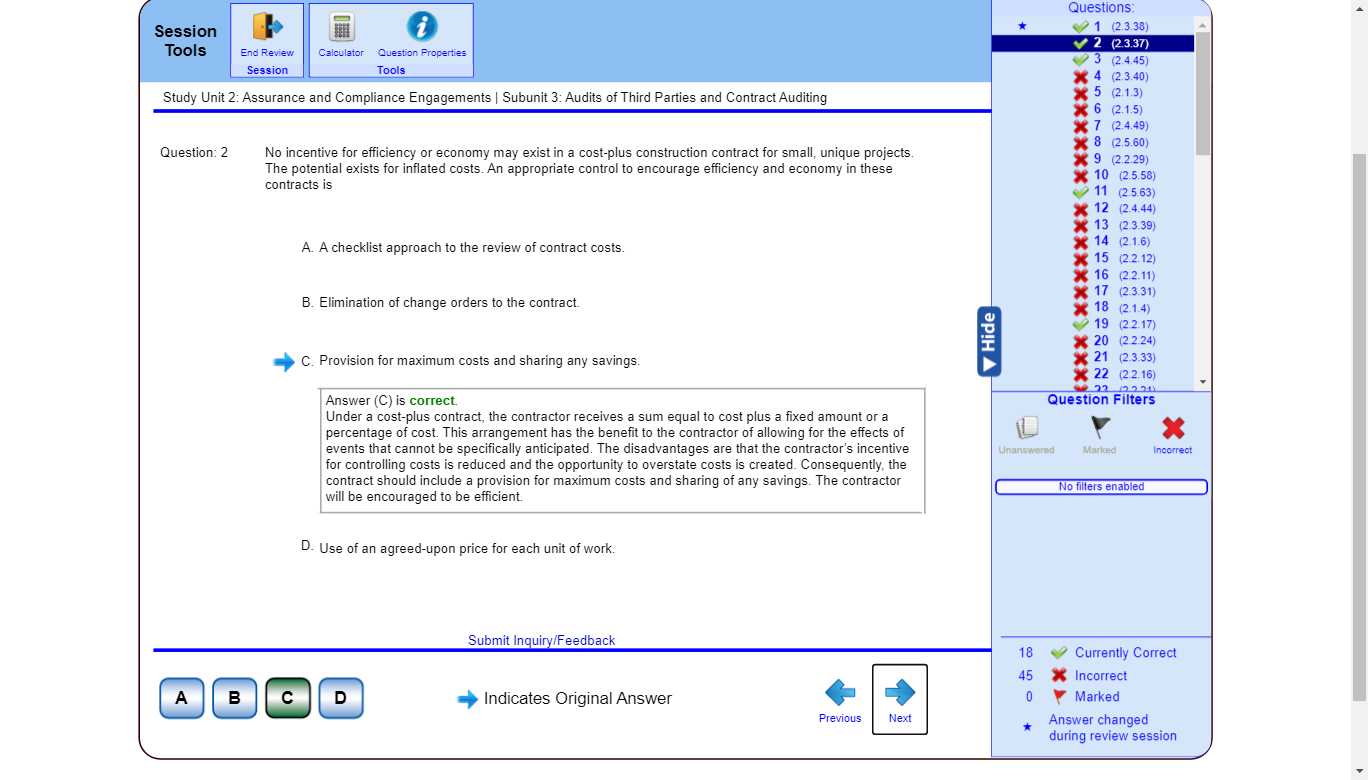 Session
Tools
End Review
Session
Calculator
Question Properties
Tools
Study Unit 2: Assurance and Compliance Engagements | Subunit 3: Audits of Third Parties and Contract Auditing
Question: 2
No incentive for efficiency or economy may exist in a cost-plus construction contract for small, unique projects.
The potential exists for inflated costs. An appropriate control to encourage efficiency and economy in these
contracts is
A. A checklist approach to the review of contract costs.
B. Elimination of change orders to the contract.
C. Provision for maximum costs and sharing any savings.
Answer (C) is correct.
Under a cost-plus contract, the contractor receives a sum equal to cost plus a fixed amount or a
percentage of cost. This arrangement has the benefit to the contractor of allowing for the effects of
events that cannot be specifically anticipated. The disadvantages are that the contractor's incentive
for controlling costs is reduced and the opportunity to overstate costs is created. Consequently, the
contract should include a provision for maximum costs and sharing of any savings. The contractor
will be encouraged to be efficient.
D. Use of an agreed-upon price for each unit of work.
Submit Inquiry/Feedback
A
B
C
D
Indicates Original Answer
Previous
Next
Questions:
1 (2.3.38)
2 (2.3.37)
3 (2.4.45)
4 (2.3.40)
5 (2.1.3)
6 (2.1.5)
7 (2.4.49)
8 (2.5.60)
9 (2.2.29)
10 (2.5.58)
11 (2.5.63)
12 (2.4.44)
13 (2.3.39)
14 (2.1.6)
15 (2.2.12)
16 (2.2.11)
17 (2.3.31)
18 (2.1.4)
19 (2.2.17)
20 (2.2.24)
21 (2.3.33)
22 (2.2.16)
23 (2.2.21)
Hide
Question Filters
Unanswered
Marked
Incorrect
No filters enabled
18 Currently Correct
45 Incorrect
0 Marked
Answer changed
during review session